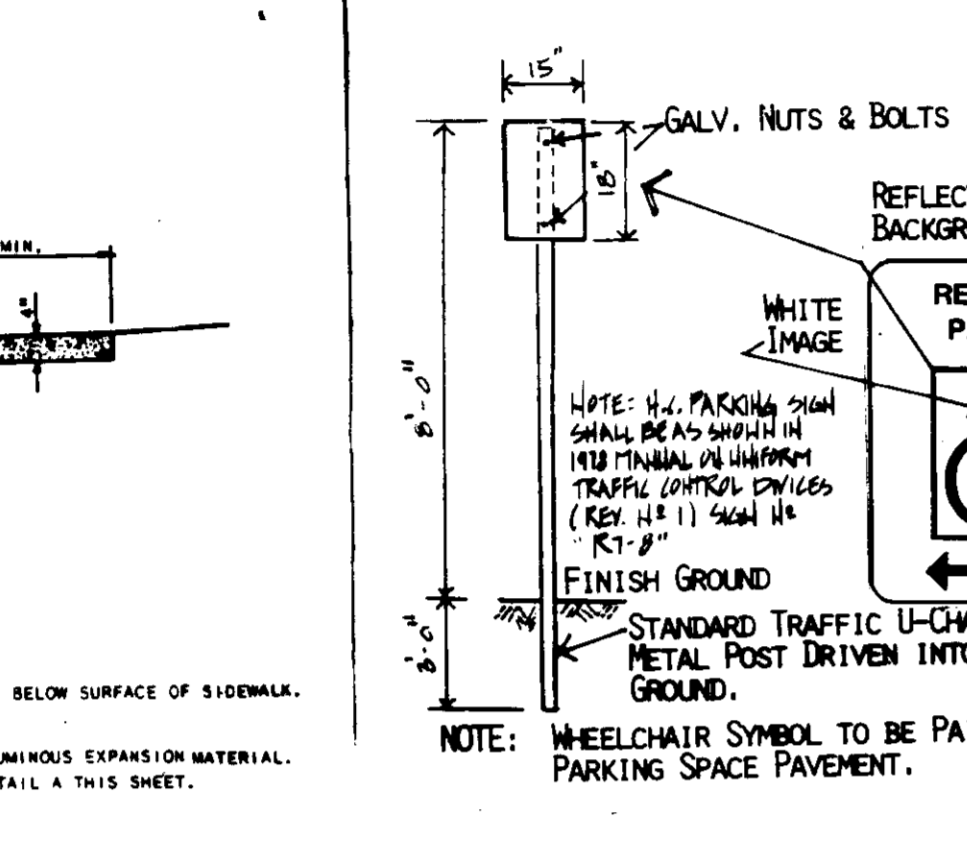 MIN.
4"
BELOW SURFACE OF SIDEWALK.
UMINOUS EXPANSION MATERIAL.
TAIL A THIS SHEET.
15"
GALV. NUTS & BOLTS
18"
REFLEC
BACKGR
WHITE
IMAGE
RE
P
8'-0"
NOTE: H.C. PARKING SIGN
SHALL BE AS SHOWN IN
1978 MANUAL ON UNIFORM
TRAFFIC CONTROL DIVICES
(REV. Nº 1) SIGN Nº
"R7-8"
FINISH GROUND
3'-0"
STANDARD TRAFFIC U-CHA
METAL POST DRIVEN INTO
GROUND.
NOTE: WHEELCHAIR SYMBOL TO BE PA
PARKING SPACE PAVEMENT.